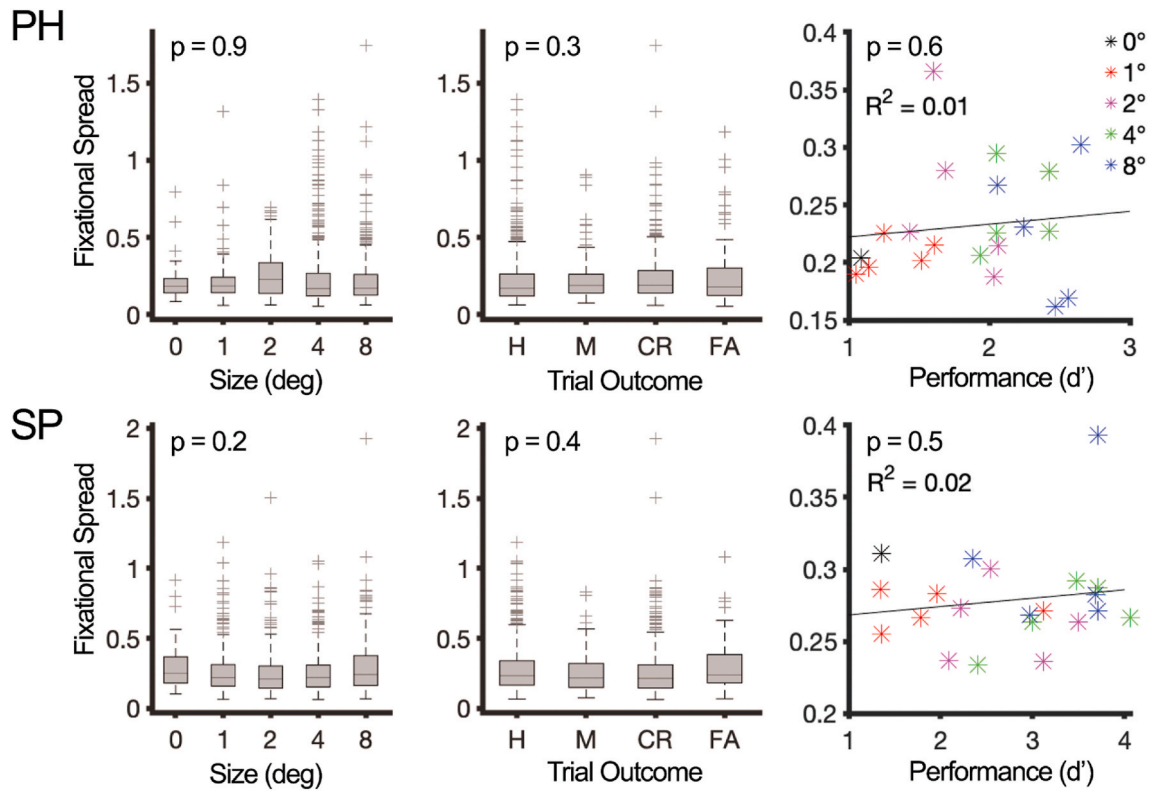 PH
p = 0.9
Fixational Spread
1.5
1
0.5
0
0 1 2 4 8
Size (deg)
p = 0.3
1.5
1
0.5
0
H M CR FA
Trial Outcome
p = 0.6
R² = 0.01
0.4
0.35
0.3
0.25
0.2
0.15
1 2 3
Performance (d')
0°
1°
2°
4°
8°
SP
p = 0.2
Fixational Spread
2
1.5
1
0.5
0
0 1 2 4 8
Size (deg)
p = 0.4
2
1.5
1
0.5
0
H M CR FA
Trial Outcome
p = 0.5
R² = 0.02
0.4
0.35
0.3
0.25
0.2
1 2 3 4
Performance (d')